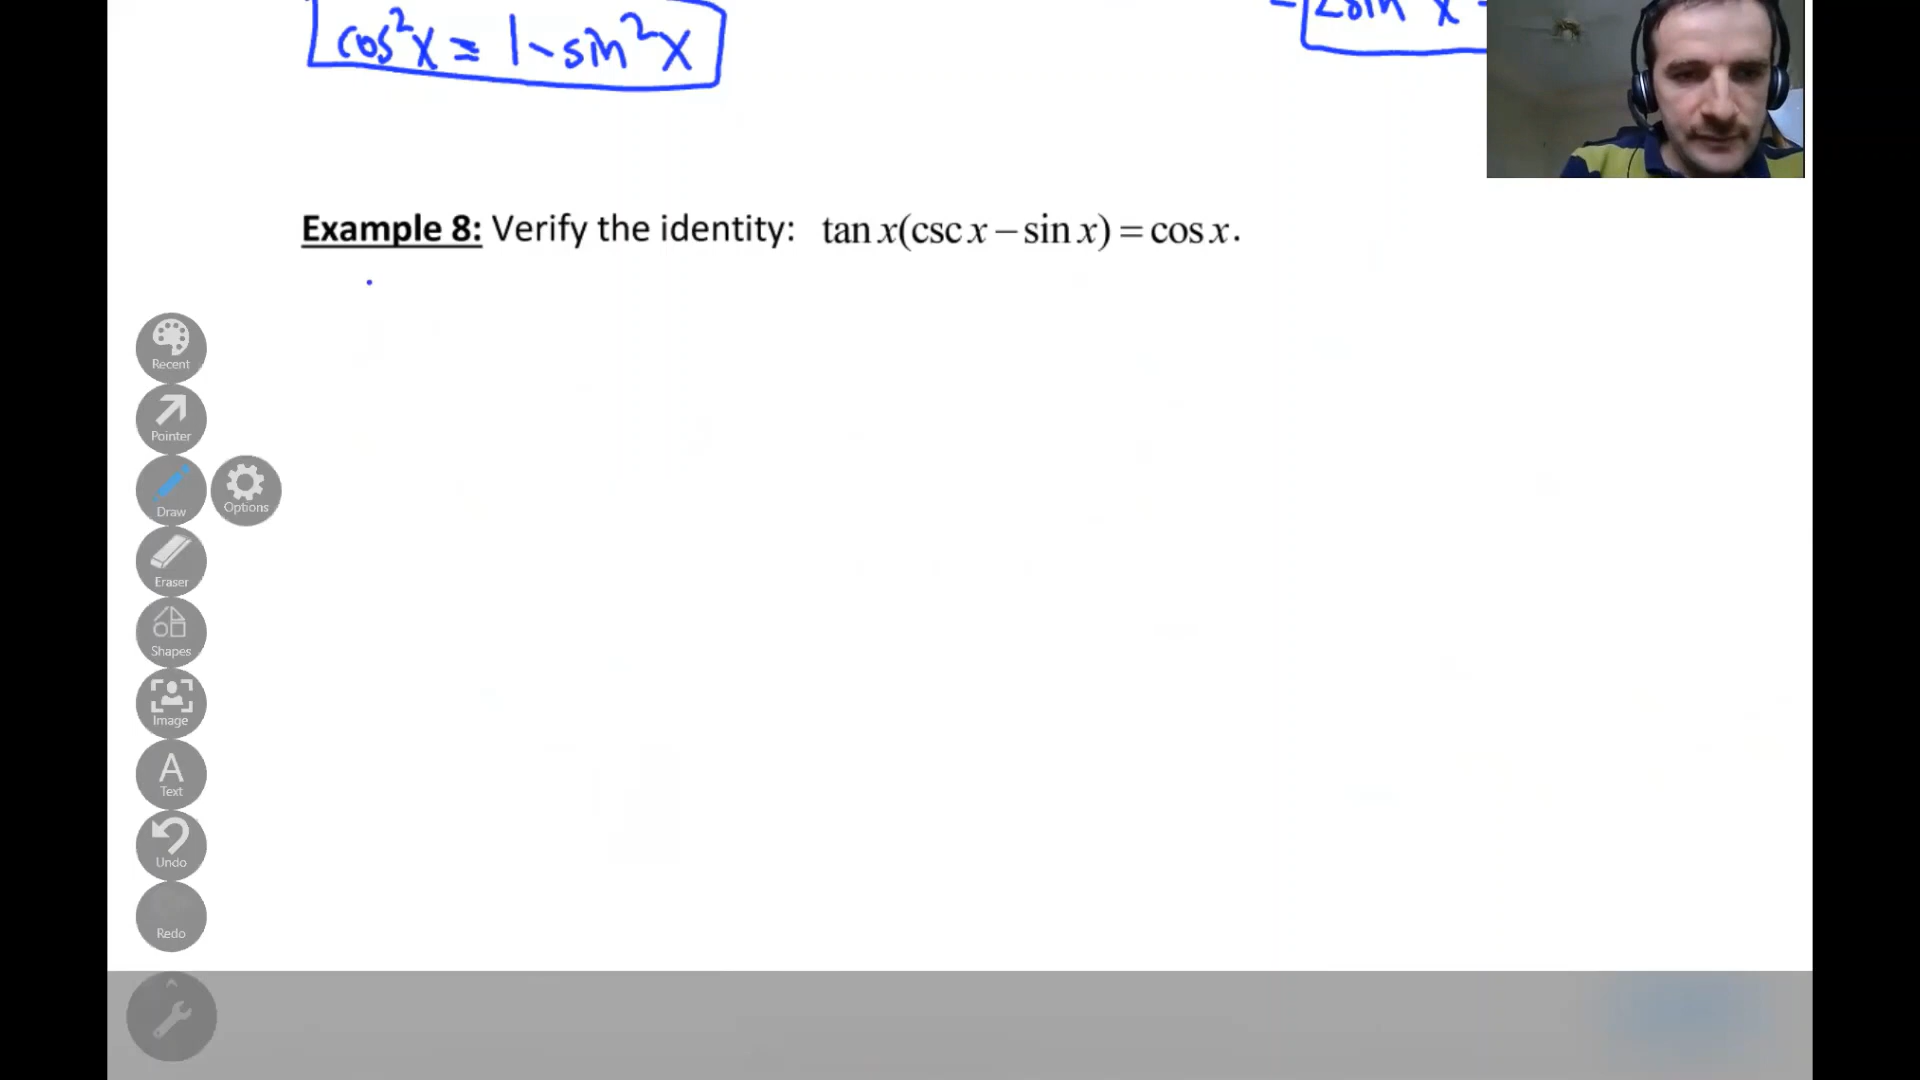 cos²x = 1 - sin²x
Example 8: Verify the identity: tan x(csc x − sin x) = cos x.
Recent
Pointer
Draw
Options
Eraser
Shapes
Image
A
Text
Undo
Redo